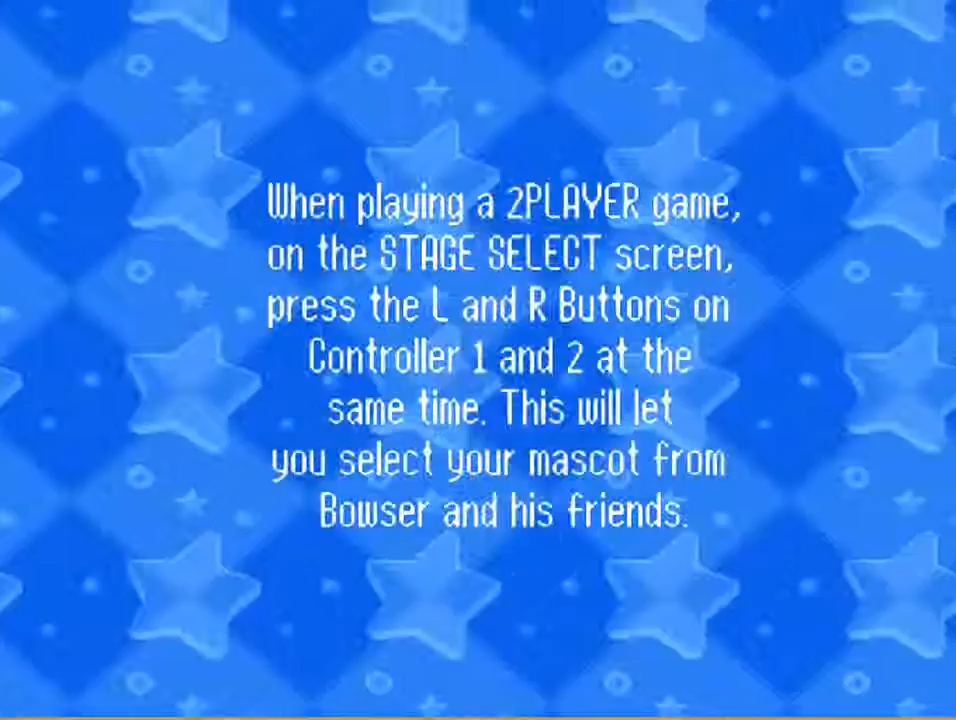 When playing a 2PLAYER game,
on the STAGE SELECT screen,
press the L and R Buttons on
Controller 1 and 2 at the
same time. This will let
you select your mascot from
Bowser and his friends.